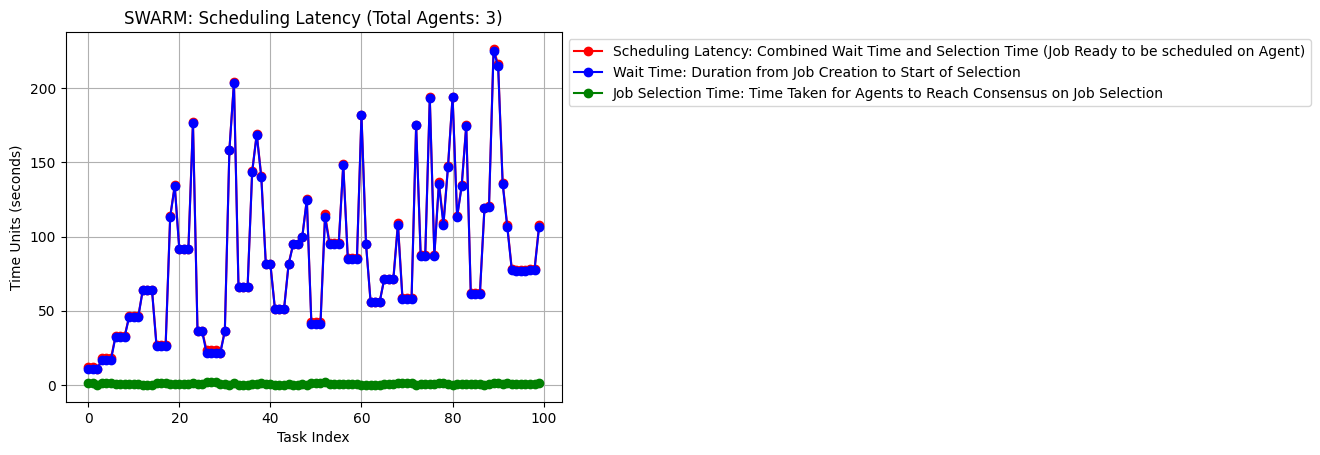 SWARM: Scheduling Latency (Total Agents: 3)
Scheduling Latency: Combined Wait Time and Selection Time (Job Ready to be scheduled on Agent)
Wait Time: Duration from Job Creation to Start of Selection
Job Selection Time: Time Taken for Agents to Reach Consensus on Job Selection
Time Units (seconds)
200
150
100
50
0
0
20
40
60
80
100
Task Index